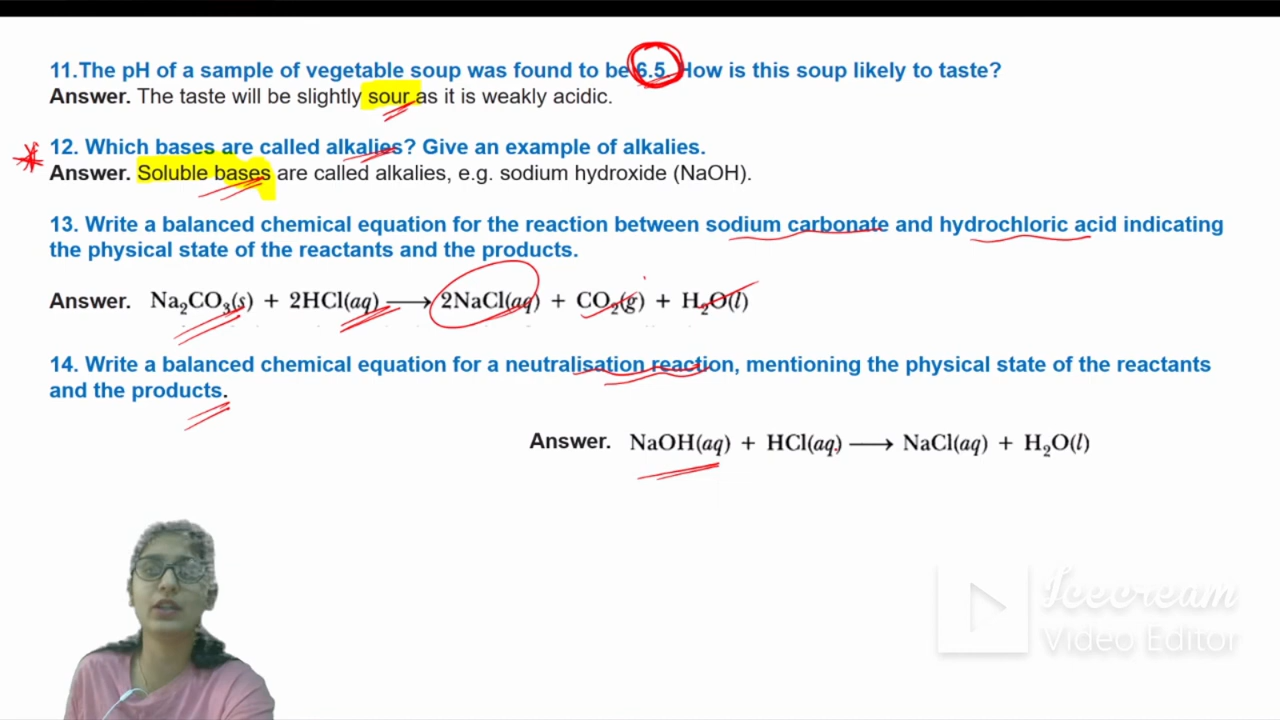 11.The pH of a sample of vegetable soup was found to be 6.5. How is this soup likely to taste?
Answer. The taste will be slightly sour as it is weakly acidic.
12. Which bases are called alkalies? Give an example of alkalies.
Answer. Soluble bases are called alkalies, e.g. sodium hydroxide (NaOH).
13. Write a balanced chemical equation for the reaction between sodium carbonate and hydrochloric acid indicating
the physical state of the reactants and the products.
Answer. Na₂CO₃(s) + 2HCl(aq) ⟶ 2NaCl(aq) + CO₂(g) + H₂O(l)
14. Write a balanced chemical equation for a neutralisation reaction, mentioning the physical state of the reactants
and the products.
Answer. NaOH(aq) + HCl(aq) ⟶ NaCl(aq) + H₂O(l)
Icecream
Video Editor